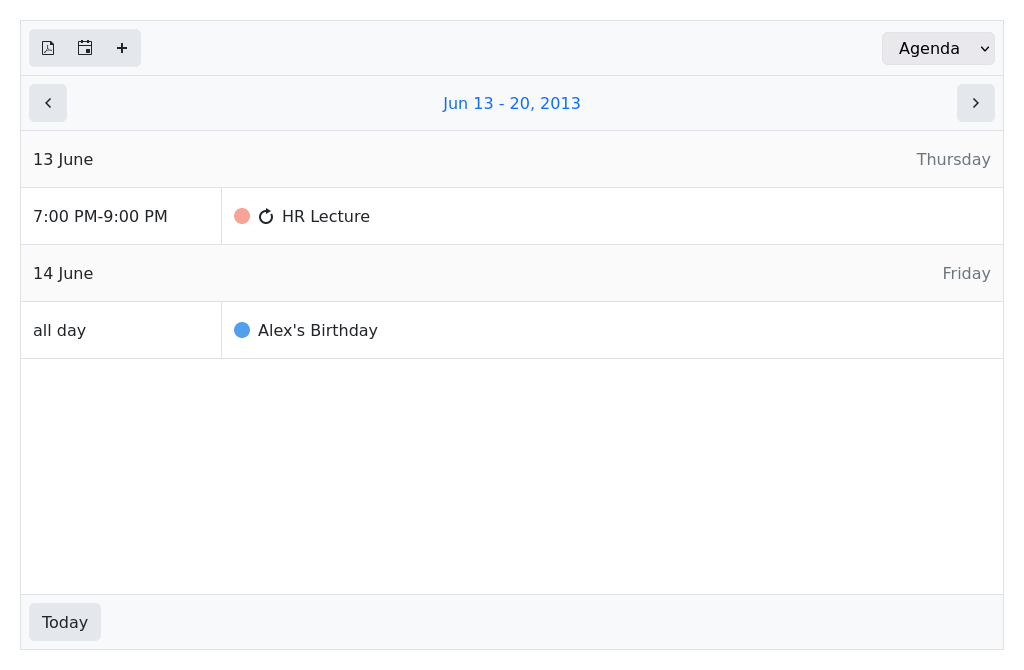 Agenda
Jun 13 - 20, 2013
13 June Thursday
7:00 PM-9:00 PM HR Lecture
14 June Friday
all day Alex's Birthday
Today